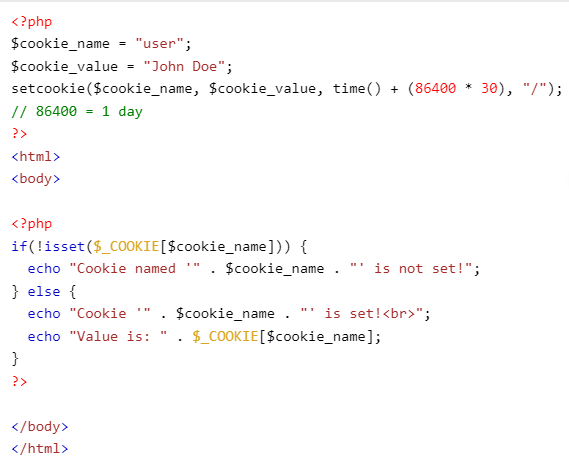 <?php
$cookie_name = "user";
$cookie_value = "John Doe";
setcookie($cookie_name, $cookie_value, time() + (86400 * 30), "/");
// 86400 = 1 day
?>
<html>
<body>

<?php
if(!isset($_COOKIE[$cookie_name])) {
  echo "Cookie named '" . $cookie_name . "' is not set!";
} else {
  echo "Cookie '" . $cookie_name . "' is set!<br>";
  echo "Value is: " . $_COOKIE[$cookie_name];
}
?>

</body>
</html>